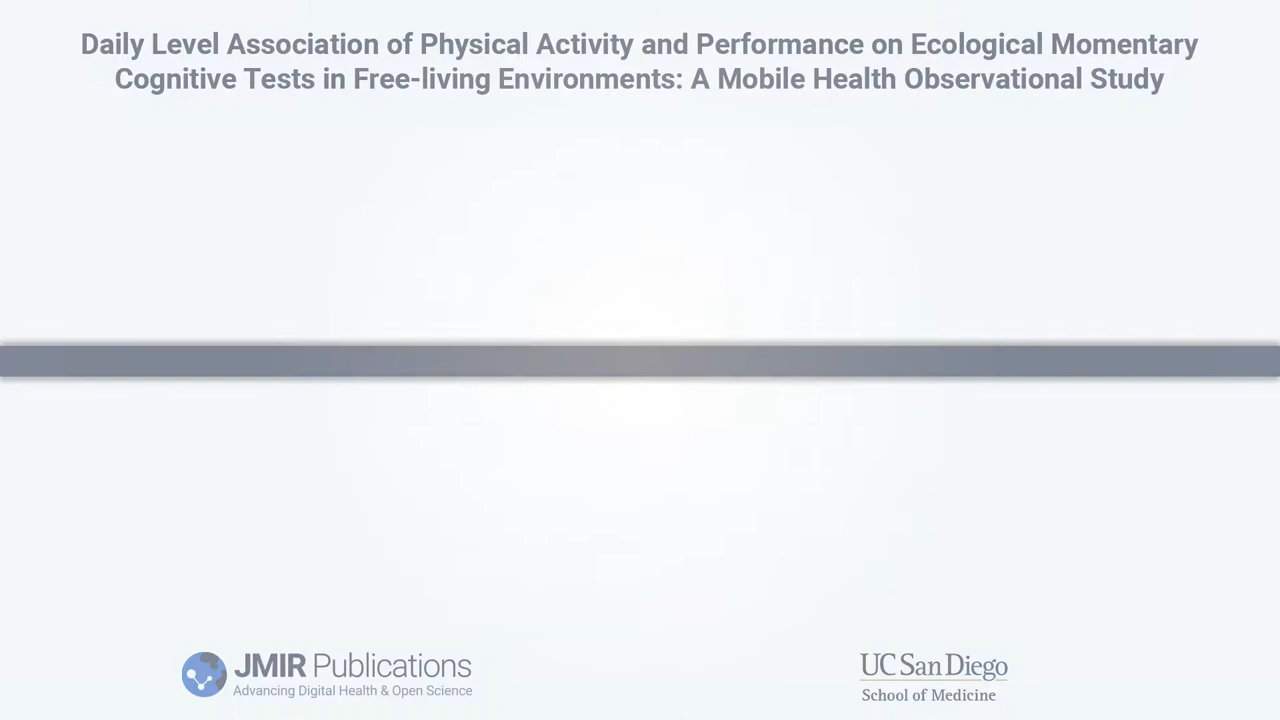 Daily Level Association of Physical Activity and Performance on Ecological Momentary
Cognitive Tests in Free-living Environments: A Mobile Health Observational Study
JMIR Publications
Advancing Digital Health & Open Science
UC San Diego
School of Medicine